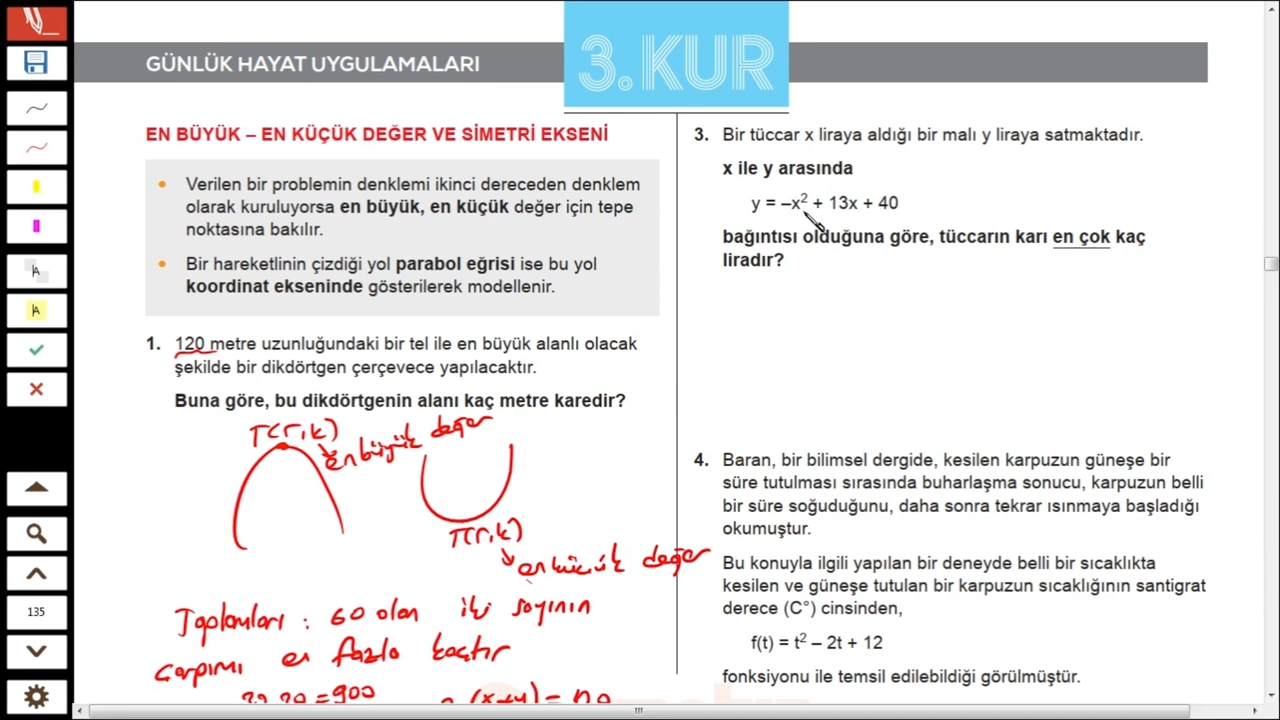 3.KUR
GÜNLÜK HAYAT UYGULAMALARI
EN BÜYÜK – EN KÜÇÜK DEĞER VE SİMETRİ EKSENİ
• Verilen bir problemin denklemi ikinci dereceden denklem
olarak kuruluyorsa en büyük, en küçük değer için tepe
noktasına bakılır.
• Bir hareketlinin çizdiği yol parabol eğrisi ise bu yol
koordinat ekseninde gösterilerek modellenir.
1. 120 metre uzunluğundaki bir tel ile en büyük alanlı olacak
şekilde bir dikdörtgen çerçevece yapılacaktır.
Buna göre, bu dikdörtgenin alanı kaç metre karedir?
T(r,k)
en büyük değer
T(r,k)
en küçük değer
Toplamları : 60 olan iki sayının
çarpımı en fazla kaçtır
30.30=900
2(x+y)=120
3. Bir tüccar x liraya aldığı bir malı y liraya satmaktadır.
x ile y arasında
y = –x² + 13x + 40
bağıntısı olduğuna göre, tüccarın karı en çok kaç
liradır?
4. Baran, bir bilimsel dergide, kesilen karpuzun güneşe bir
süre tutulması sırasında buharlaşma sonucu, karpuzun belli
bir süre soğuduğunu, daha sonra tekrar ısınmaya başladığı
okumuştur.
Bu konuyla ilgili yapılan bir deneyde belli bir sıcaklıkta
kesilen ve güneşe tutulan bir karpuzun sıcaklığının santigrat
derece (C°) cinsinden,
f(t) = t² – 2t + 12
fonksiyonu ile temsil edilebildiği görülmüştür.
A
A
135